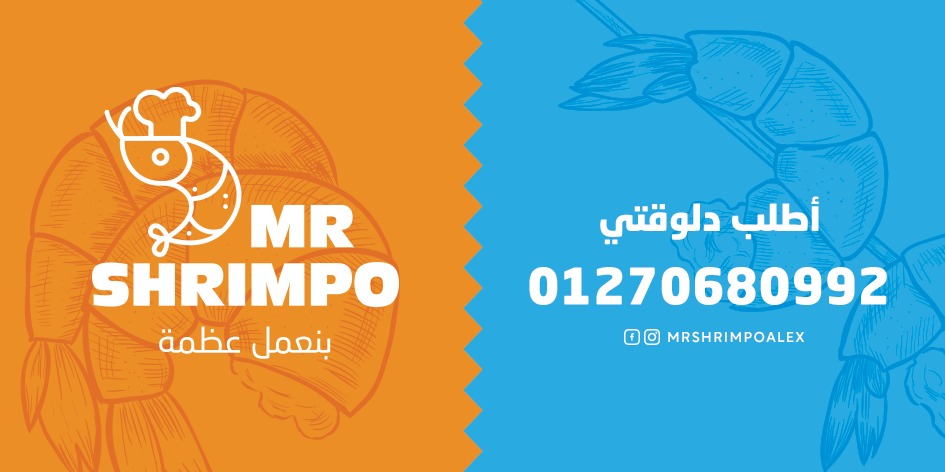 MR
SHRIMPO
بنعمل عظمة
أطلب دلوقتي
01270680992
MRSHRIMPOALEX